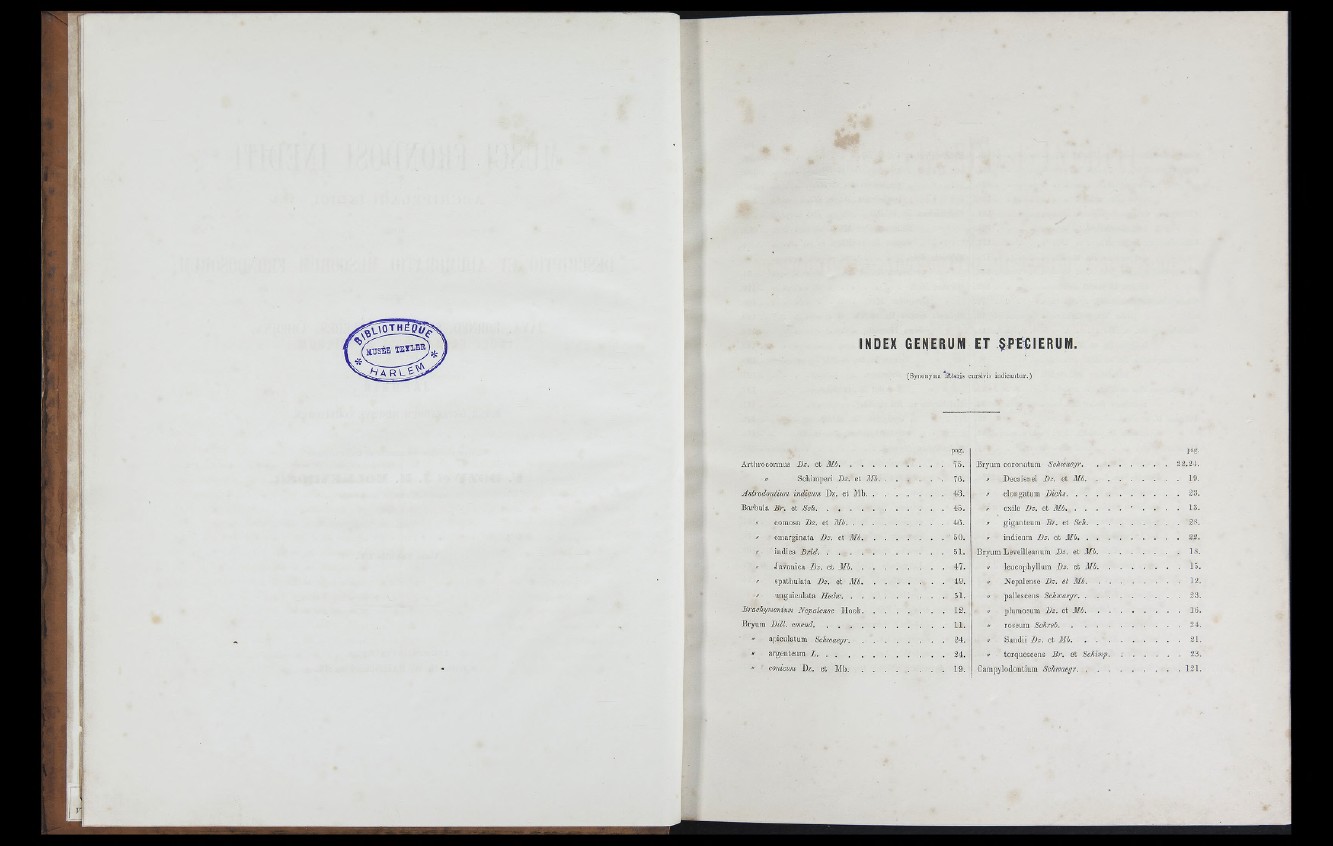 BIBLIOTHÈQUE
MUSÉE TEYLER
HARLEM
INDEX GENERUM ET SPECIERUM.
(Synonyma litteris cursivis indicantur.)
pag.
Arthrocormus Dz. et Mb. . . . . . . . . . 75.
" Schimperi Dz. et Mb. . . . . . . 76.
Antrodontium indicum Dz. et Mb. . . . . . . . 43.
Barbula Br. et Sch. . . . . . . . . . . . 45.
" comosa Dz. et Mb. . . . . . . . . . 46.
" emarginata Dz. et Mb. . . . . . . . . 50.
" indica Brid. . . . . . . . . . . . 51.
" Javanica Dz. et Mb. . . . . . . . . 47.
" spathulata Dz. et Mb. . . . . . . . 49.
" unguiculata Hedw. . . . . . . . . . 51.
Brachymenium Nepalense Hook. . . . . . . . 12.
Bryum Dill. emend. . . . . . . . . . . . 11.
" apiculatum Schwaegr. . . . . . . . . 24.
" argenteum L. . . . . . . . . . . . 24.
" conicum Dz. et Mb. . . . . . . . . 19.
pag.
Bryum coronatum Schwaegr. . . . . . . . 22,24.
" Decaisnei Dz. et Mb. . . . . . . . . 19.
" elongatum Dicks. . . . . . . . . . . 23.
" exile Dz. et Mb. . . . . . . . . . . 13.
" giganteum Br. et Sch. . . . . . . . . 23.
" indicum Dz. et Mb. . . . . . . . . . 22.
Bryum Leveilleanum Dz. et Mb. . . . . . . . 18.
" leucophyllum Dz. et Mb. . . . . . . . 15.
" Nepalense Dz. et Mb. . . . . . . . . 12.
" pallescens Schwaegr. . . . . . . . . . 23.
" plumosum Dz. et Mb. . . . . . . . . 16.
" roseum Schreb. . . . . . . . . . . 24.
" Sandii Dz. et Mb. . . . . . . . . . 21.
" torquescens Br. et Schimp. . . . . . . 23.
Campylodontium Schwaegr. . . . . . . . . . 121.